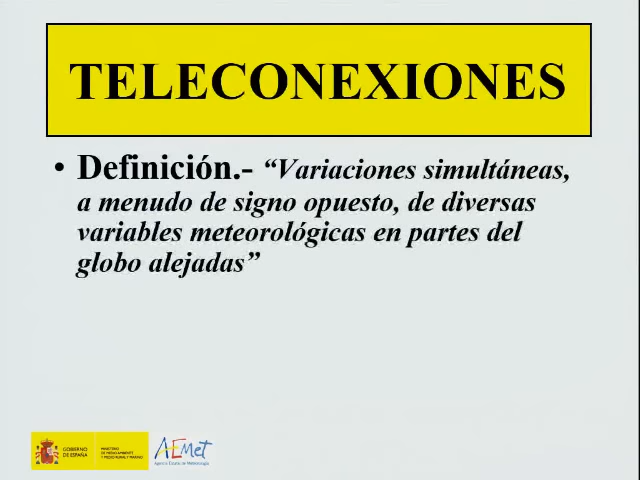 TELECONEXIONES
• Definición.- “Variaciones simultáneas,
a menudo de signo opuesto, de diversas
variables meteorológicas en partes del
globo alejadas”
GOBIERNO
DE ESPAÑA
MINISTERIO
DE MEDIO AMBIENTE
Y MEDIO RURAL Y MARINO
AEMet
Agencia Estatal de Meteorología